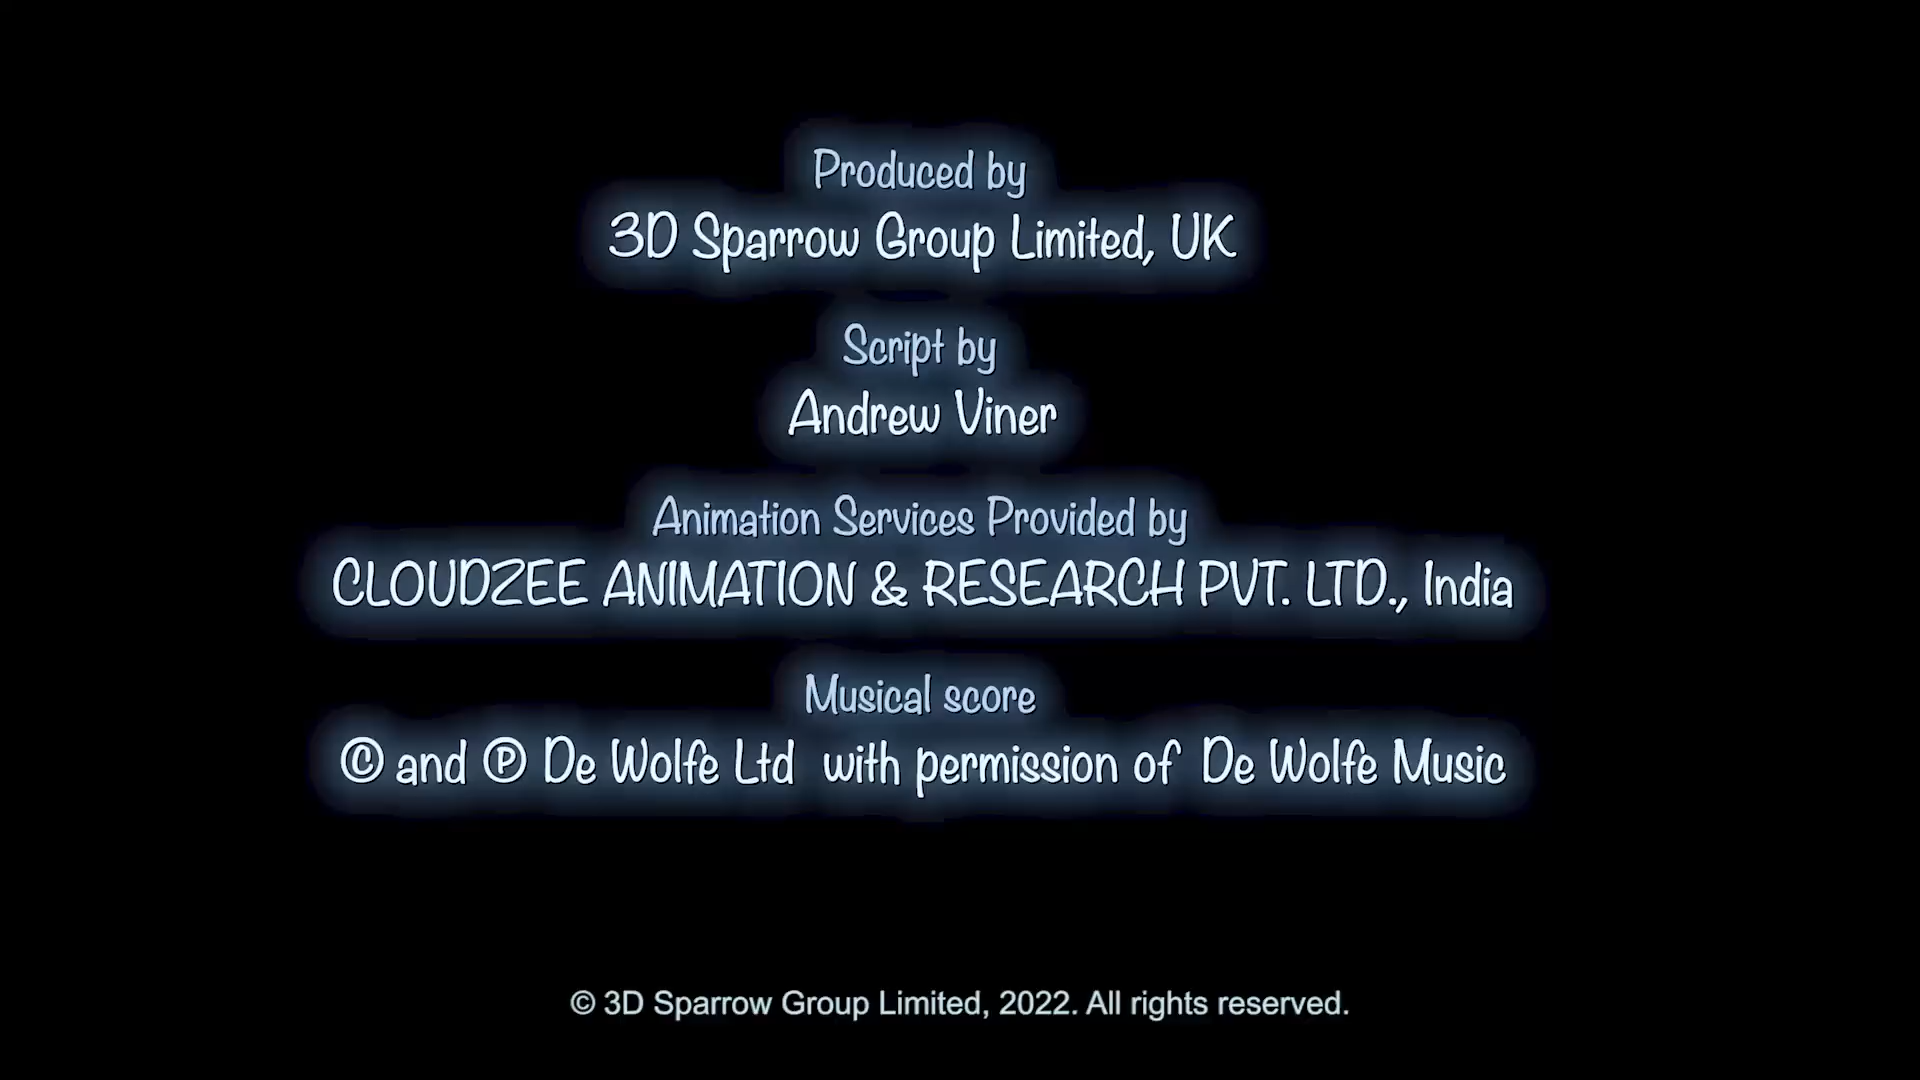 Produced by
3D Sparrow Group Limited, UK
Script by
Andrew Viner
Animation Services Provided by
CLOUDZEE ANIMATION & RESEARCH PVT. LTD., India
Musical score
© and ℗ De Wolfe Ltd with permission of De Wolfe Music
© 3D Sparrow Group Limited, 2022. All rights reserved.